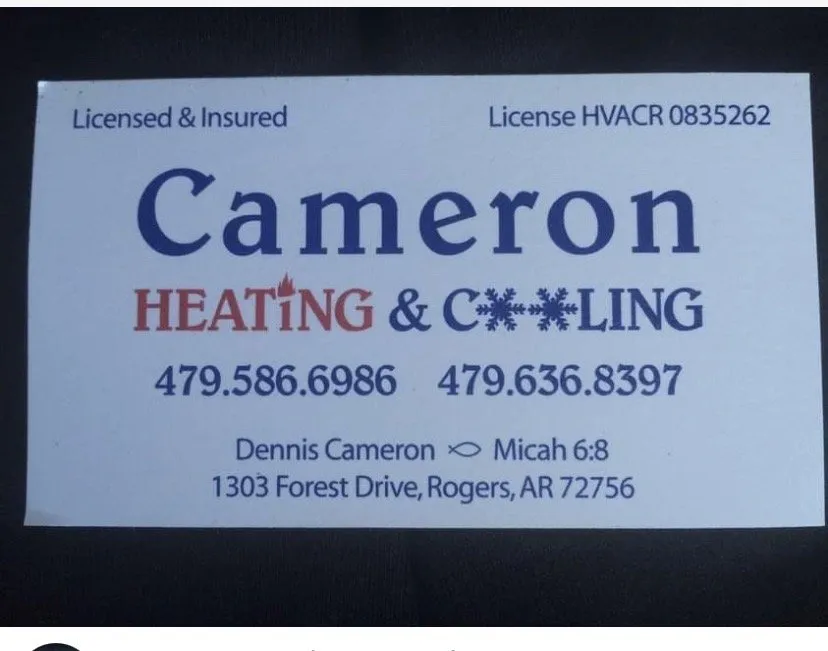 Licensed & Insured
License HVACR 0835262
Cameron
HEATiNG & C**LING
479.586.6986 479.636.8397
Dennis Cameron Micah 6:8
1303 Forest Drive, Rogers, AR 72756